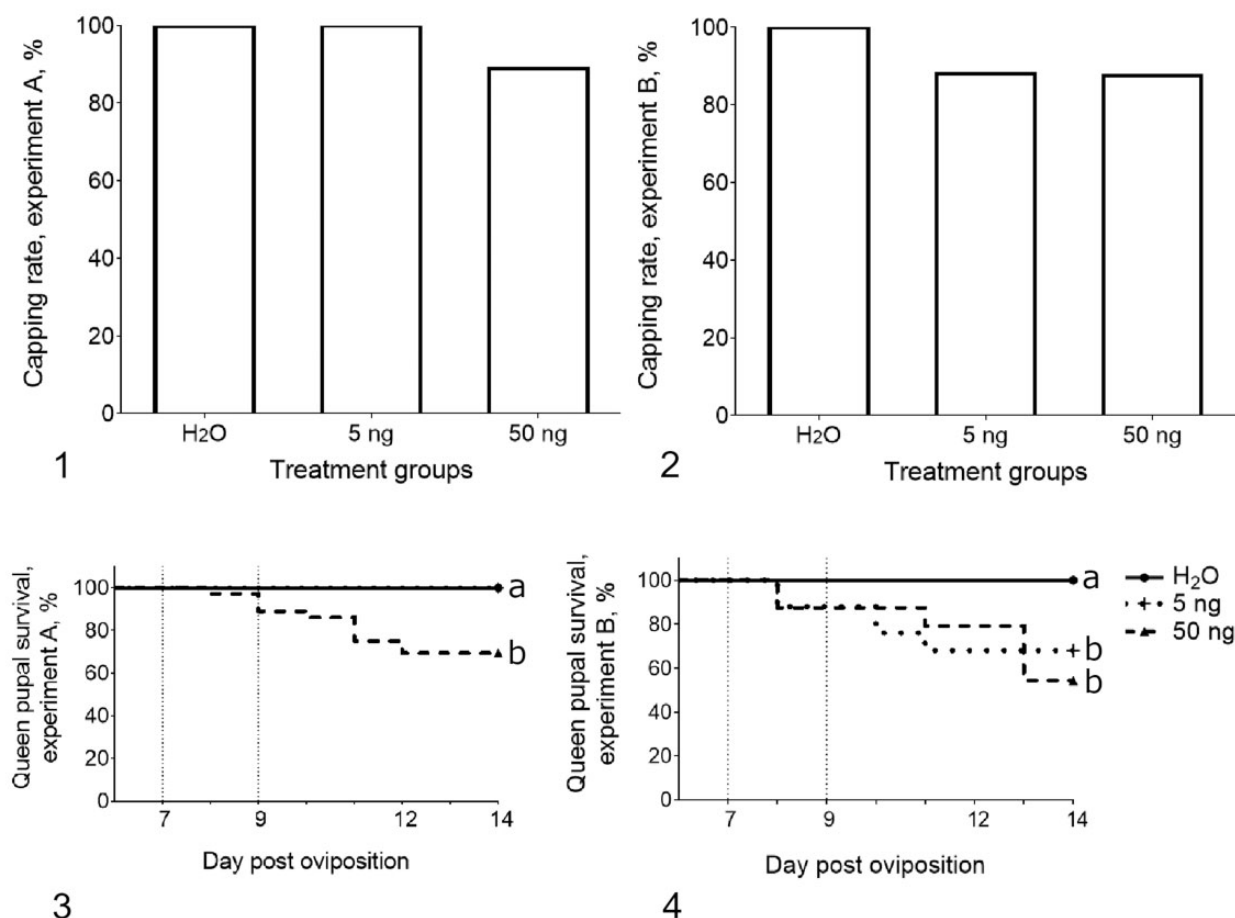 Capping rate, experiment A, %
100
80
60
40
20
0
H₂O 5 ng 50 ng
Treatment groups
1
Capping rate, experiment B, %
100
80
60
40
20
0
H₂O 5 ng 50 ng
Treatment groups
2
Queen pupal survival,
experiment A, %
100
80
60
40
20
0
a
b
7 9 12 14
Day post oviposition
3
Queen pupal survival,
experiment B, %
100
80
60
40
20
0
a
b
b
7 9 12 14
Day post oviposition
H₂O
5 ng
50 ng
4